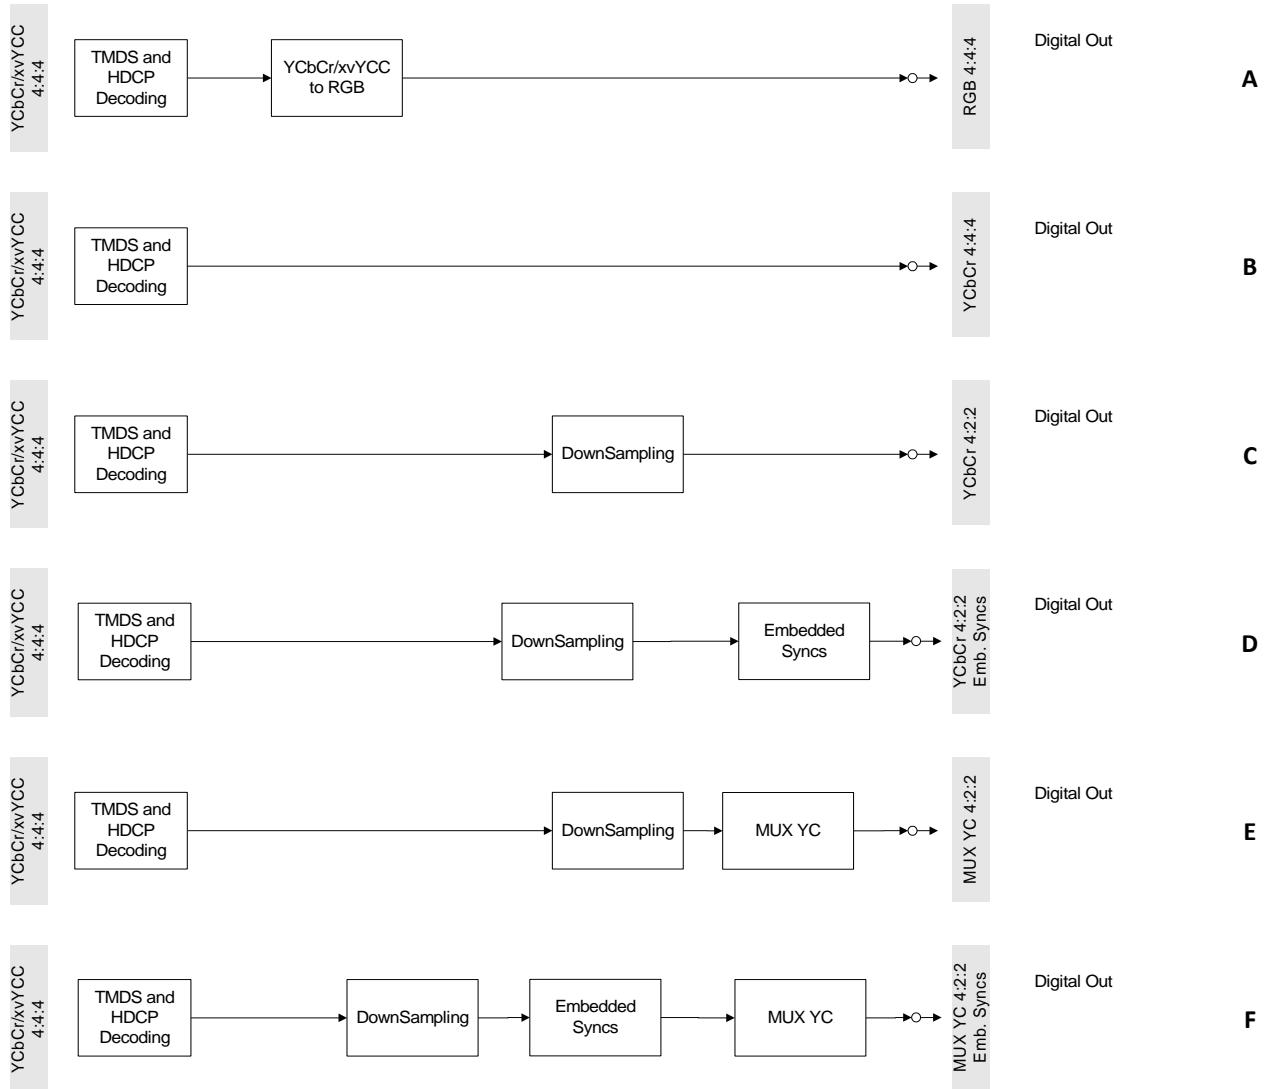 YCbCr/xvYCC
4:4:4
TMDS and
HDCP
Decoding
YCbCr/xvYCC
to RGB
RGB 4:4:4
Digital Out
A
YCbCr/xvYCC
4:4:4
TMDS and
HDCP
Decoding
YCbCr 4:4:4
Digital Out
B
YCbCr/xvYCC
4:4:4
TMDS and
HDCP
Decoding
DownSampling
YCbCr 4:2:2
Digital Out
C
YCbCr/xvYCC
4:4:4
TMDS and
HDCP
Decoding
DownSampling
Embedded
Syncs
YCbCr 4:2:2
Emb. Syncs
Digital Out
D
YCbCr/xvYCC
4:4:4
TMDS and
HDCP
Decoding
DownSampling
MUX YC
MUX YC 4:2:2
Digital Out
E
YCbCr/xvYCC
4:4:4
TMDS and
HDCP
Decoding
DownSampling
Embedded
Syncs
MUX YC
MUX YC 4:2:2
Emb. Syncs
Digital Out
F